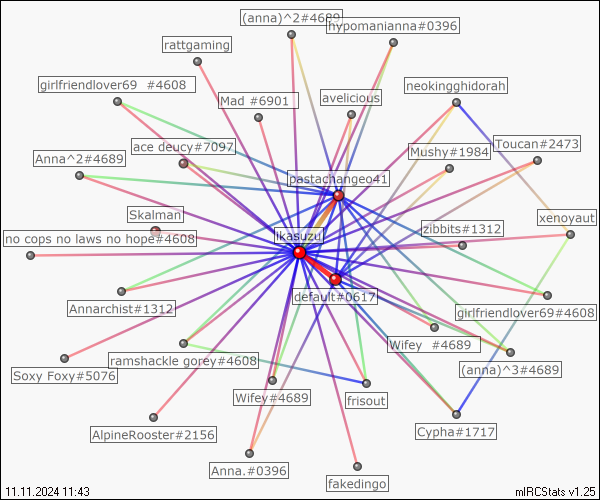 (anna)^2#4689
hypomanianna#0396
rattgaming
girlfriendlover69 #4608
neokingghidorah
Mad #6901
avelicious
ace deucy#7097
Toucan#2473
Anna^2#4689
Mushy#1984
pastachangeo41
Skalman
xenoyaut
zibbits#1312
ikasuzu
no cops no laws no hope#4608
default#0617
Annarchist#1312
girlfriendlover69#4608
Wifey #4689
ramshackle gorey#4608
(anna)^3#4689
Soxy Foxy#5076
Wifey#4689
frisout
AlpineRooster#2156
Cypha#1717
Anna.#0396
fakedingo
11.11.2024 11:43
mIRCStats v1.25